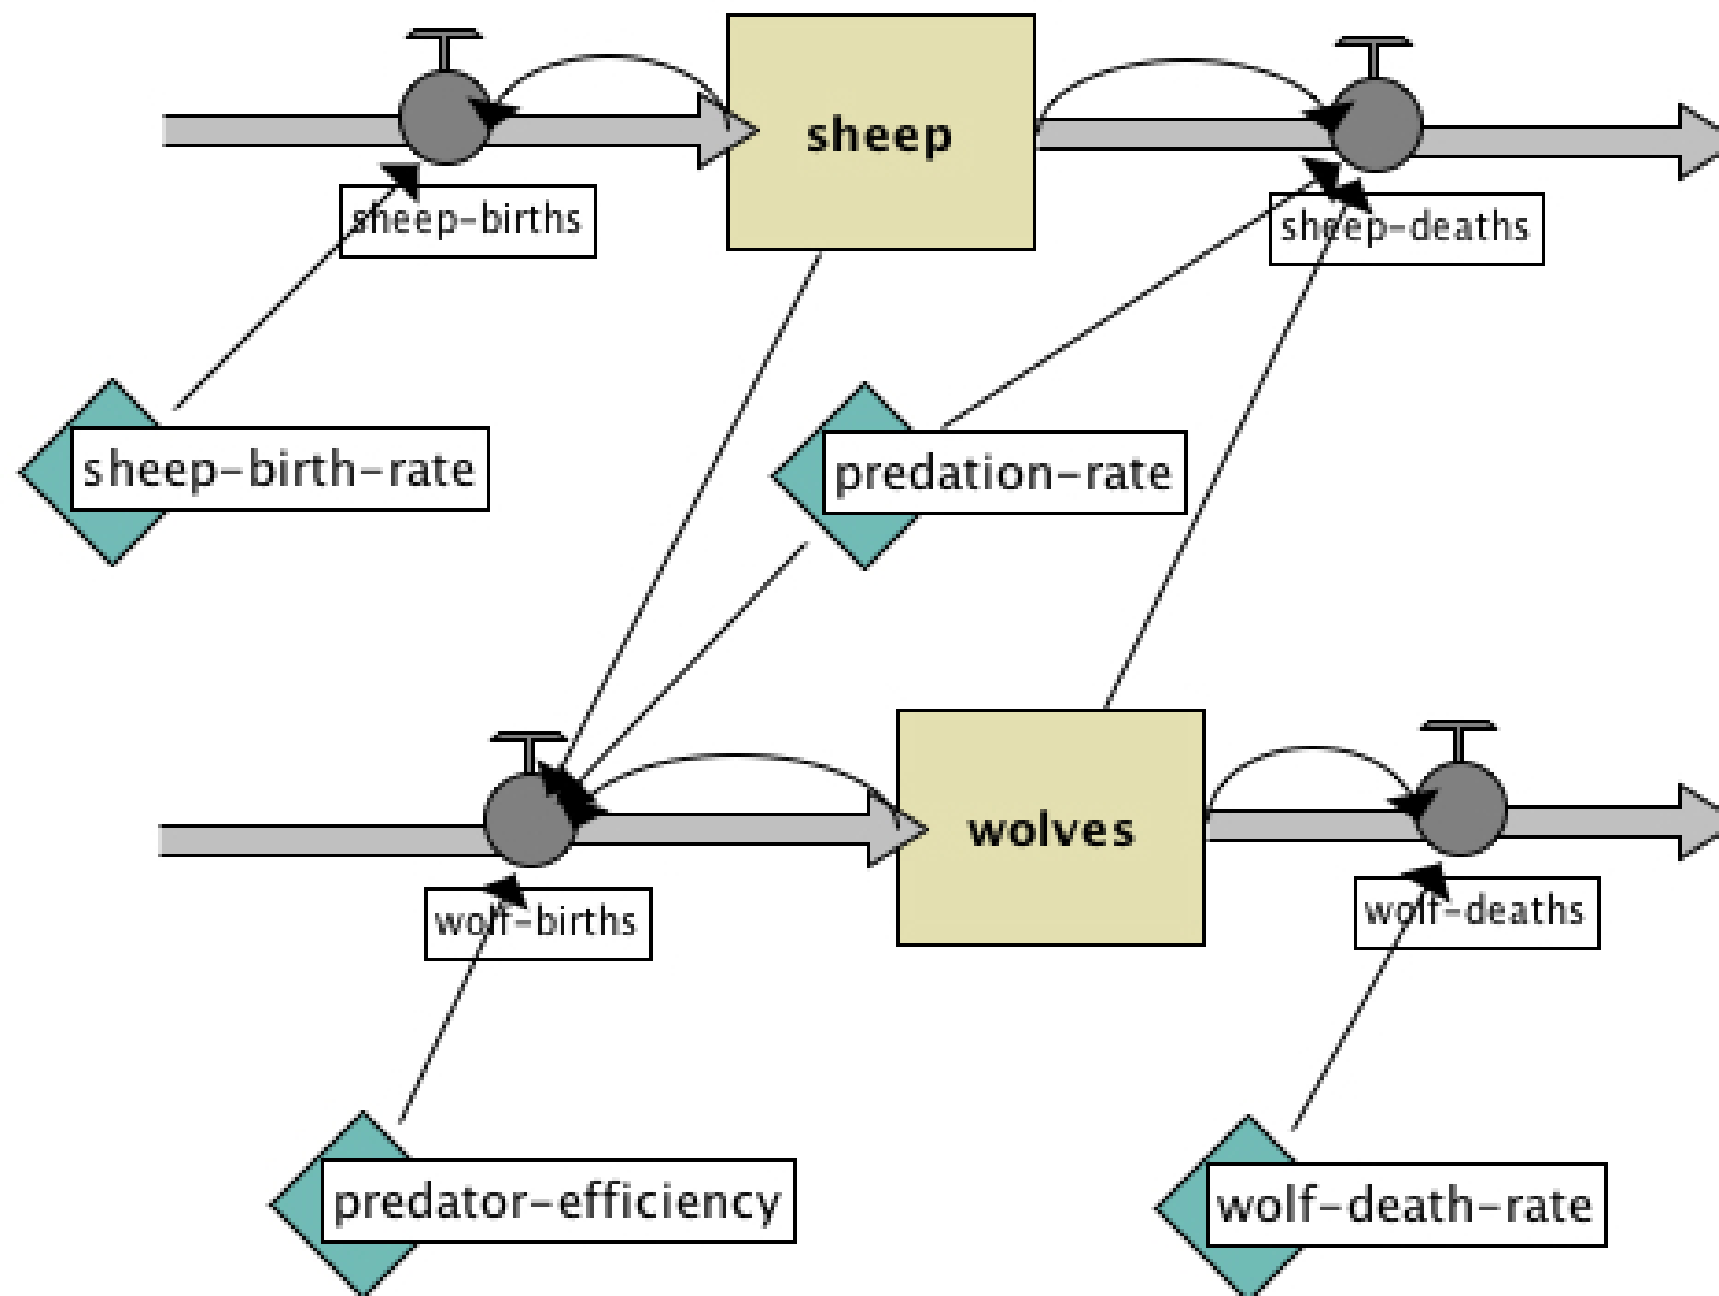 sheep
sheep-births
sheep-deaths
sheep-birth-rate
predation-rate
wolves
wolf-births
wolf-deaths
predator-efficiency
wolf-death-rate